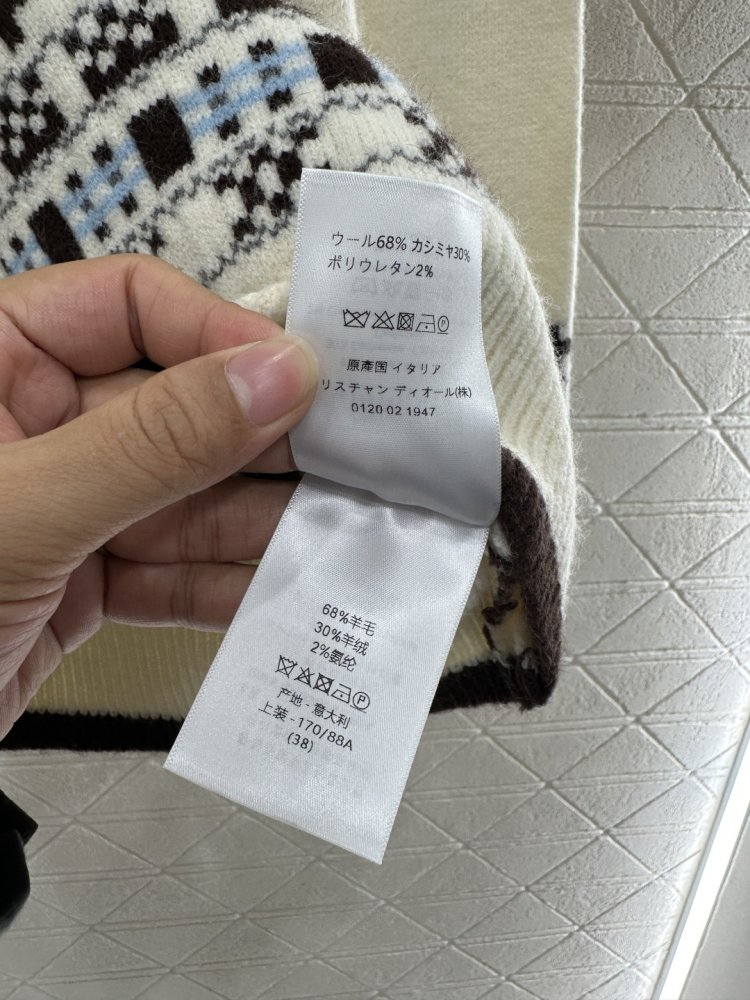 ウール68% カシミヤ30%
ポリウレタン2%
原産国 イタリア
リスチャン ディオール(株)
0120 02 1947
68%羊毛
30%羊绒
2%氨纶
产地 - 意大利
上装 - 170/88A
(38)